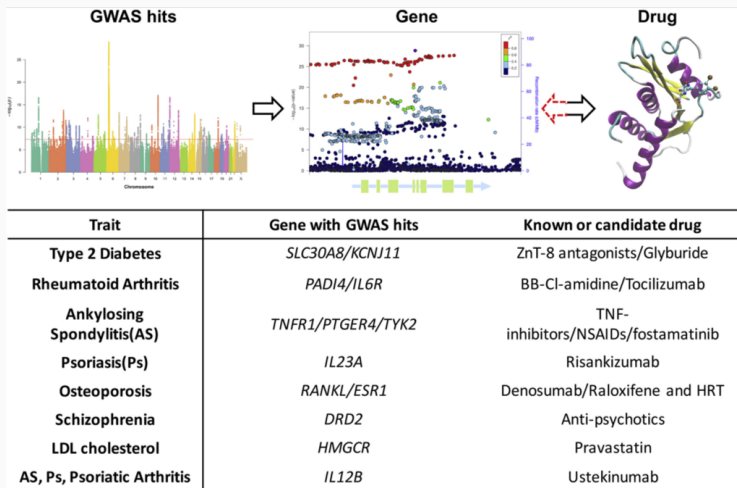 GWAS hits
Gene
Drug
Chromosome
Trait
Gene with GWAS hits
Known or candidate drug
Type 2 Diabetes
SLC30A8/KCNJ11
ZnT-8 antagonists/Glyburide
Rheumatoid Arthritis
PADI4/IL6R
BB-Cl-amidine/Tocilizumab
Ankylosing
Spondylitis(AS)
TNFR1/PTGER4/TYK2
TNF-
inhibitors/NSAIDs/fostamatinib
Psoriasis(Ps)
IL23A
Risankizumab
Osteoporosis
RANKL/ESR1
Denosumab/Raloxifene and HRT
Schizophrenia
DRD2
Anti-psychotics
LDL cholesterol
HMGCR
Pravastatin
AS, Ps, Psoriatic Arthritis
IL12B
Ustekinumab